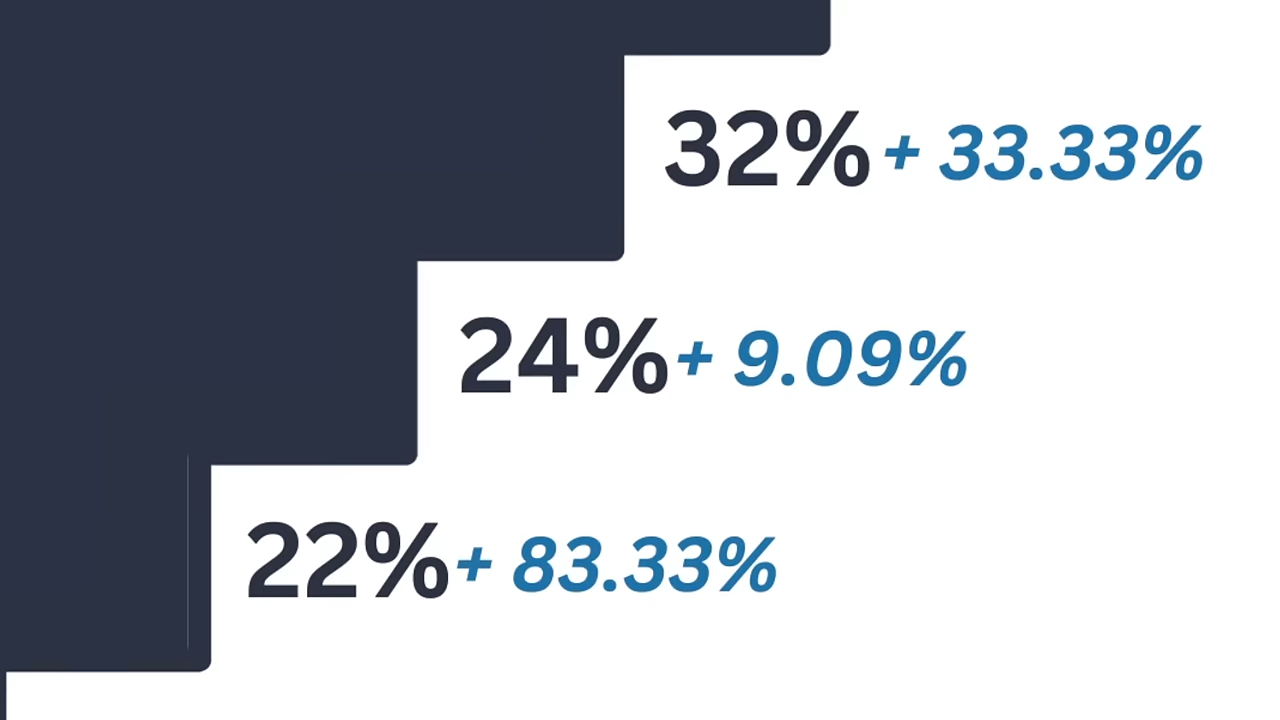 32% + 33.33%
24% + 9.09%
22% + 83.33%